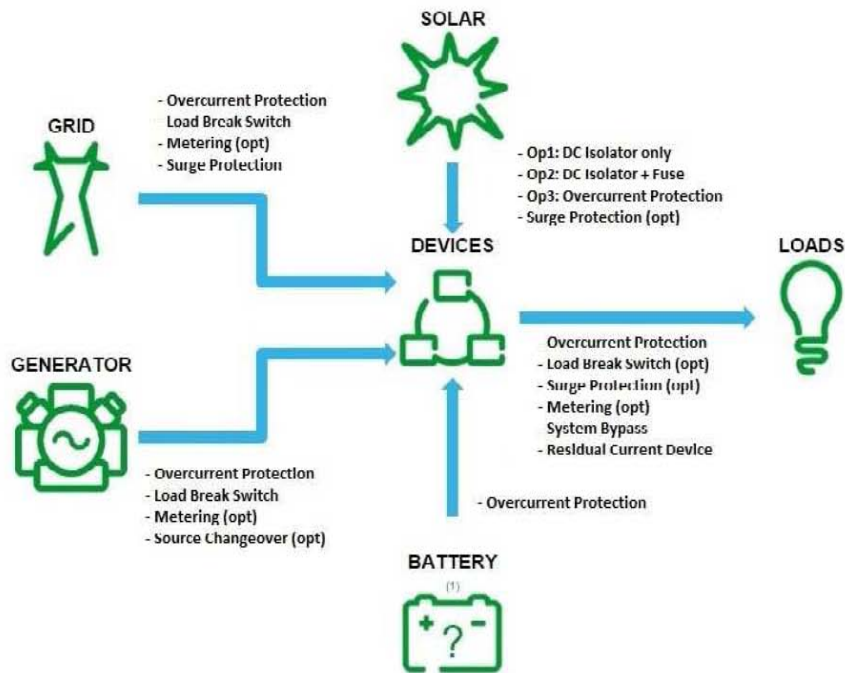 SOLAR
- Overcurrent Protection
Load Break Switch
- Metering (opt)
- Surge Protection
GRID
- Op1: DC Isolator only
- Op2: DC Isolator + Fuse
- Op3: Overcurrent Protection
- Surge Protection (opt)
DEVICES
LOADS
Overcurrent Protection
- Load Break Switch (opt)
- Surge Protection (opt)
- Metering (opt)
System Bypass
- Residual Current Device
GENERATOR
- Overcurrent Protection
- Load Break Switch
- Metering (opt)
- Source Changeover (opt)
- Overcurrent Protection
BATTERY
(1)
+ ? -